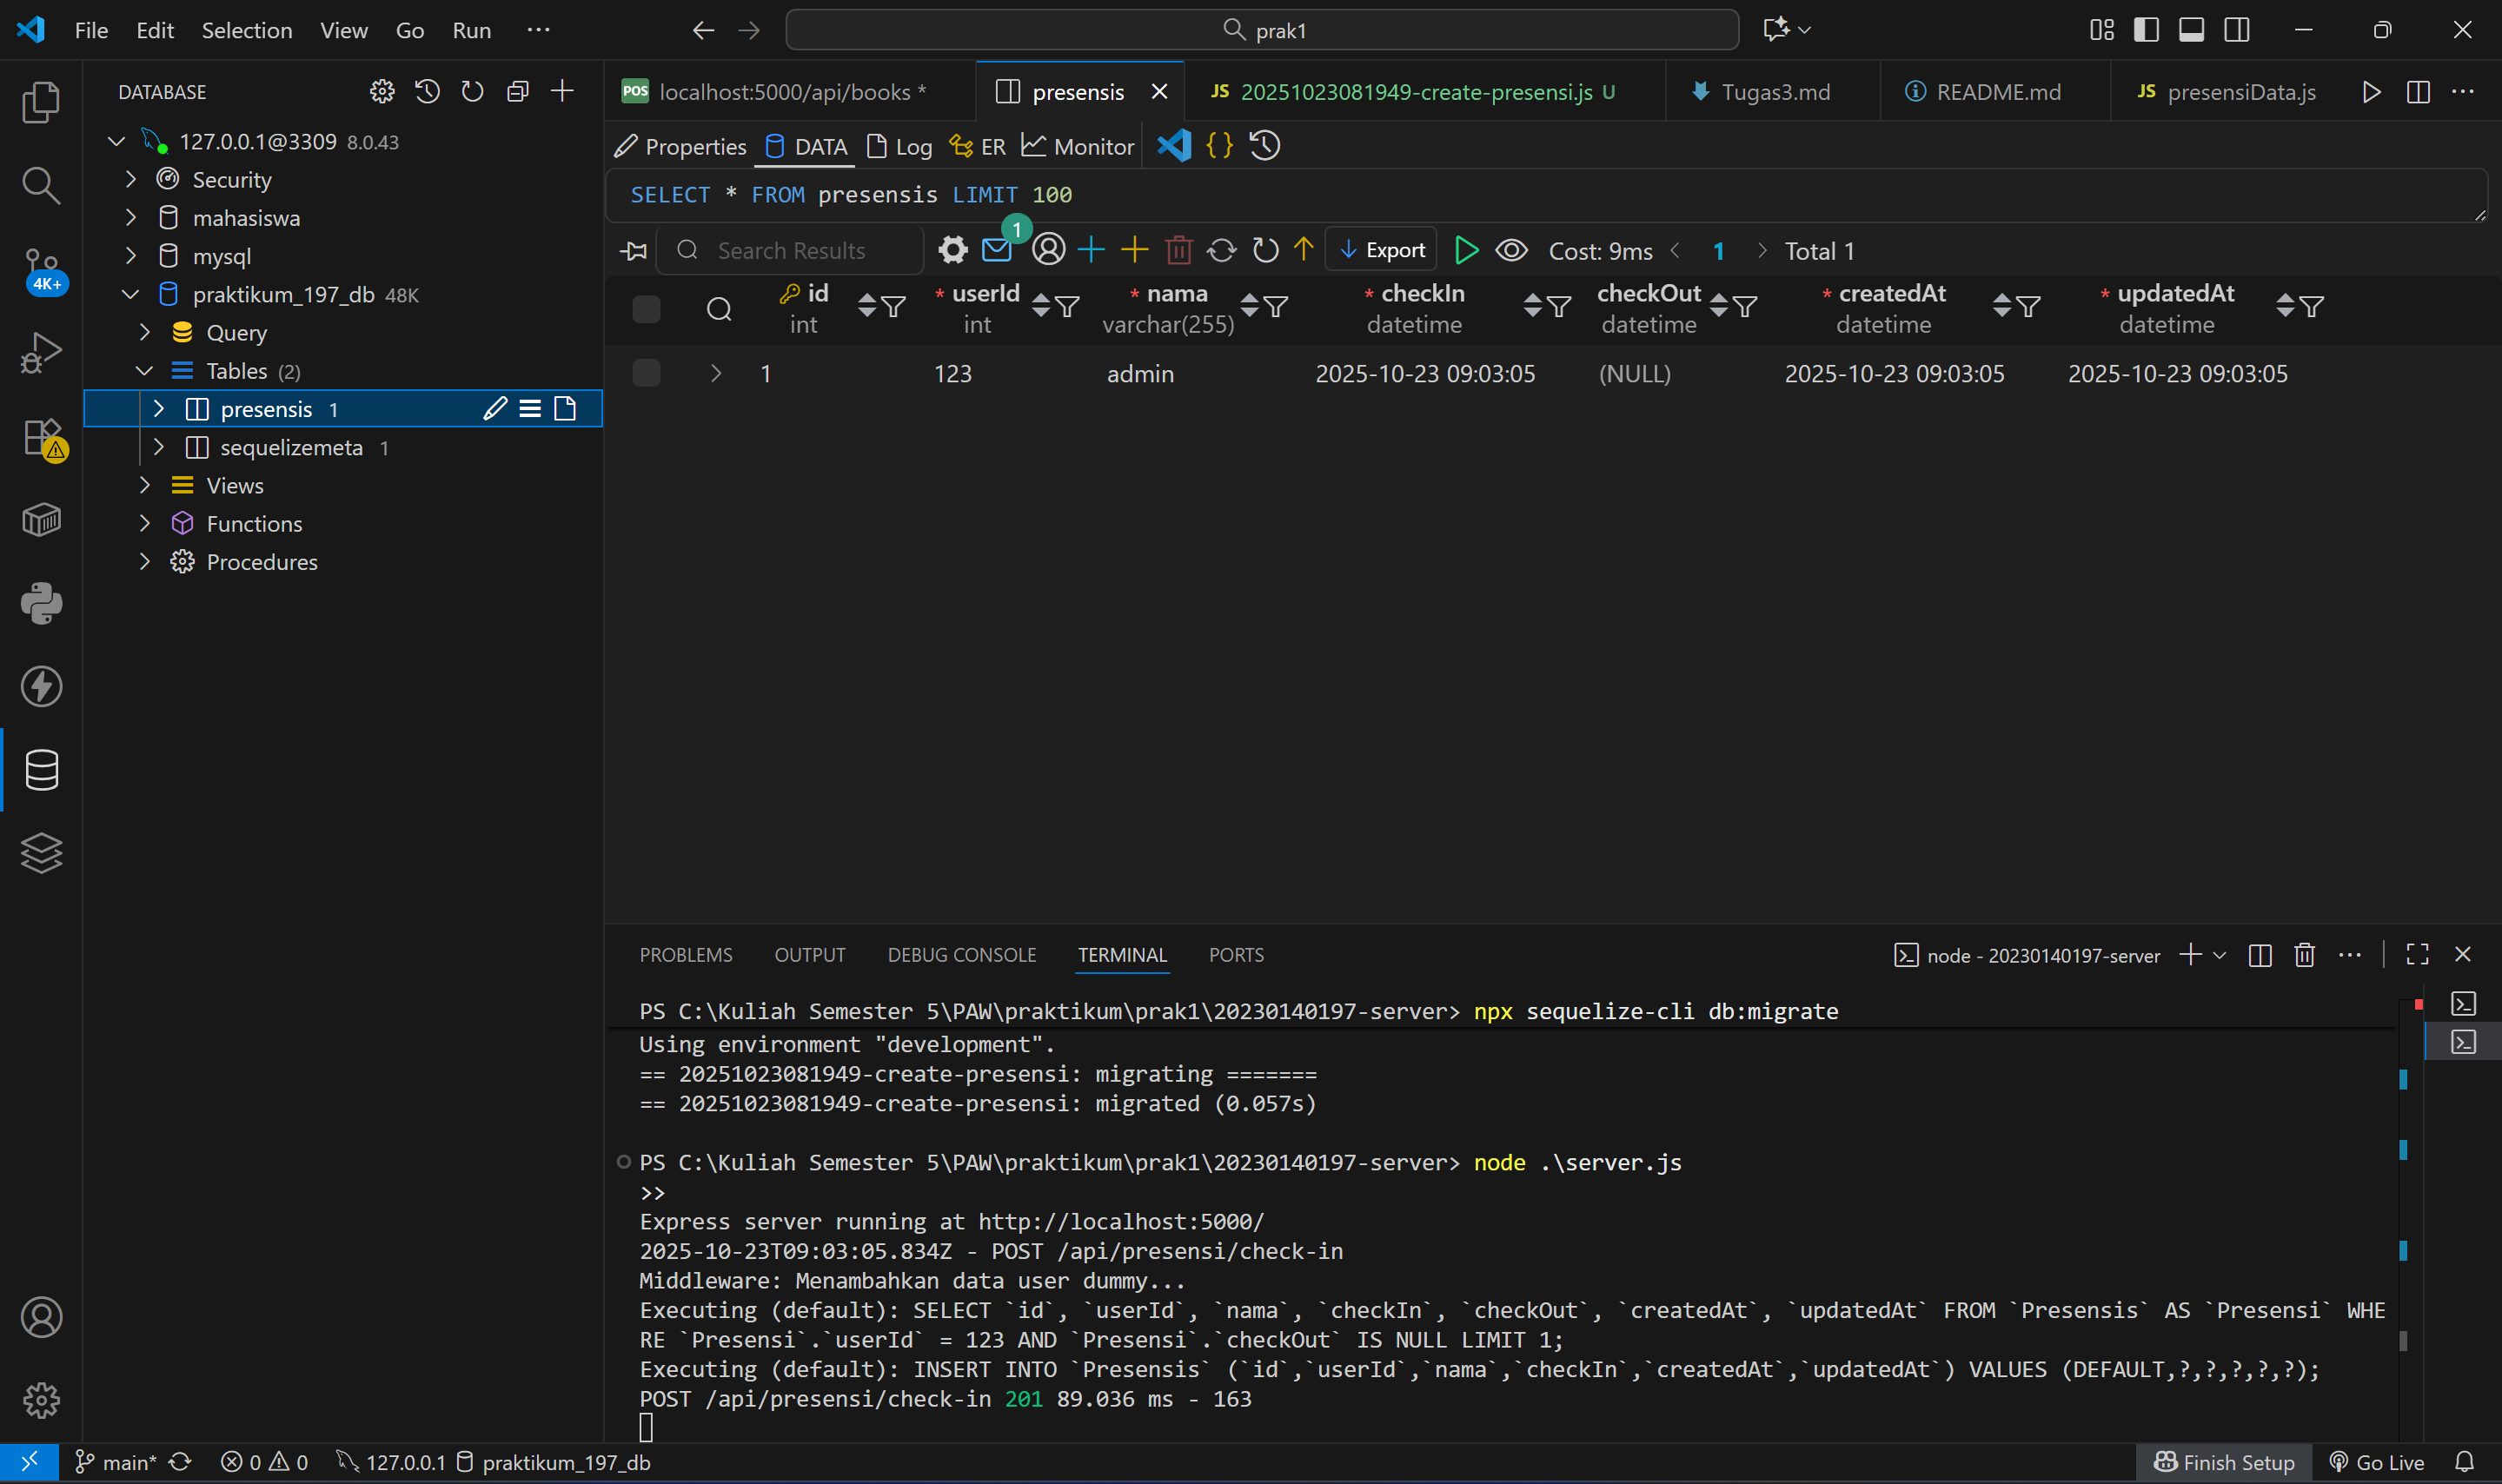 File Edit Selection View Go Run ···
prak1
DATABASE
127.0.0.1@3309 8.0.43
Security
mahasiswa
mysql
praktikum_197_db 48K
Query
Tables (2)
presensis 1
sequelizemeta 1
Views
Functions
Procedures
4K+
POS localhost:5000/api/books *
presensis
JS 20251023081949-create-presensi.js U
Tugas3.md
README.md
JS presensiData.js
Properties DATA Log ER Monitor {}
SELECT * FROM presensis LIMIT 100
Search Results 1 Export Cost: 9ms < 1 > Total 1
id int
* userId int
* nama varchar(255)
* checkIn datetime
checkOut datetime
* createdAt datetime
* updatedAt datetime
1 123 admin 2025-10-23 09:03:05 (NULL) 2025-10-23 09:03:05 2025-10-23 09:03:05
PROBLEMS OUTPUT DEBUG CONSOLE TERMINAL PORTS
node - 20230140197-server
PS C:\Kuliah Semester 5\PAW\praktikum\prak1\20230140197-server> npx sequelize-cli db:migrate
Using environment "development".
== 20251023081949-create-presensi: migrating =======
== 20251023081949-create-presensi: migrated (0.057s)
PS C:\Kuliah Semester 5\PAW\praktikum\prak1\20230140197-server> node .\server.js
>>
Express server running at http://localhost:5000/
2025-10-23T09:03:05.834Z - POST /api/presensi/check-in
Middleware: Menambahkan data user dummy...
Executing (default): SELECT `id`, `userId`, `nama`, `checkIn`, `checkOut`, `createdAt`, `updatedAt` FROM `Presensis` AS `Presensi` WHE
RE `Presensi`.`userId` = 123 AND `Presensi`.`checkOut` IS NULL LIMIT 1;
Executing (default): INSERT INTO `Presensis` (`id`,`userId`,`nama`,`checkIn`,`createdAt`,`updatedAt`) VALUES (DEFAULT,?,?,?,?,?);
POST /api/presensi/check-in 201 89.036 ms - 163
main* 0 0 127.0.0.1 praktikum_197_db
Finish Setup Go Live